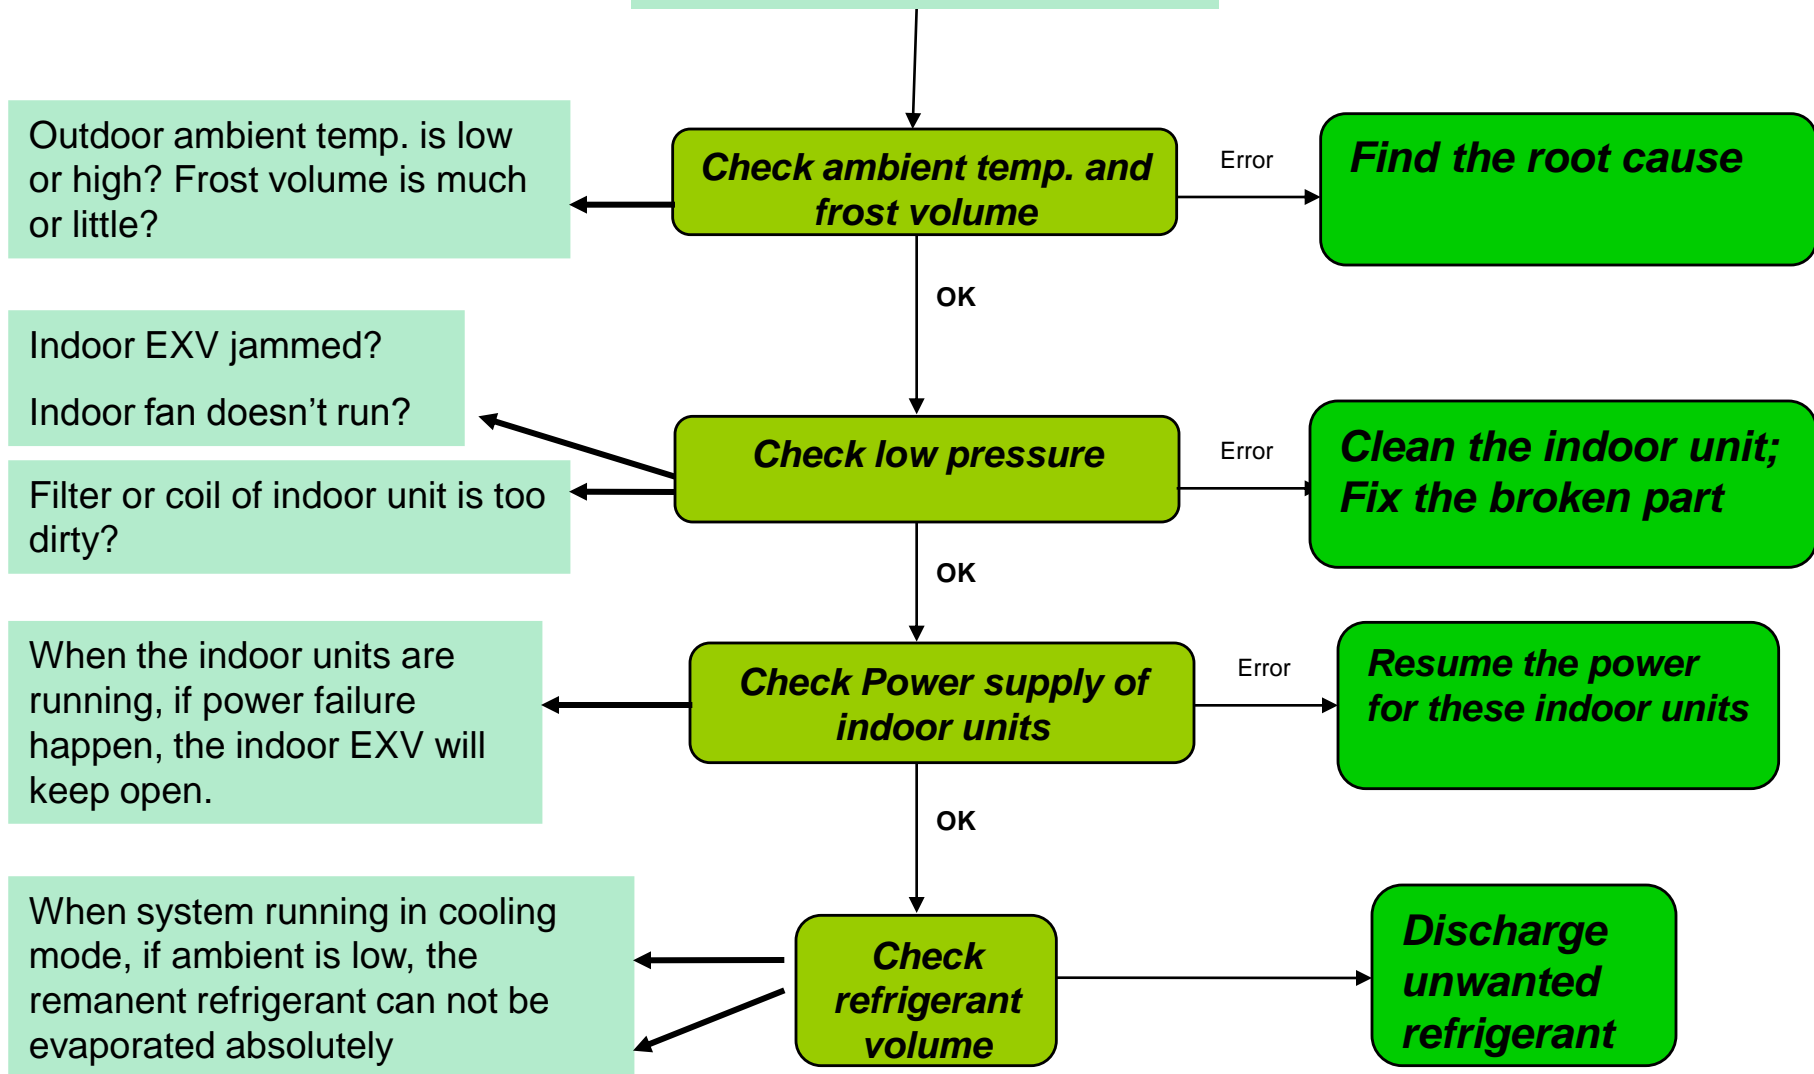 Outdoor ambient temp. is low
or high? Frost volume is much
or little?
Check ambient temp. and
frost volume
Error
Find the root cause
OK
Indoor EXV jammed?
Indoor fan doesn’t run?
Filter or coil of indoor unit is too
dirty?
Check low pressure
Error
Clean the indoor unit;
Fix the broken part
OK
When the indoor units are
running, if power failure
happen, the indoor EXV will
keep open.
Check Power supply of
indoor units
Error
Resume the power
for these indoor units
OK
When system running in cooling
mode, if ambient is low, the
remanent refrigerant can not be
evaporated absolutely
Check
refrigerant
volume
Discharge
unwanted
refrigerant